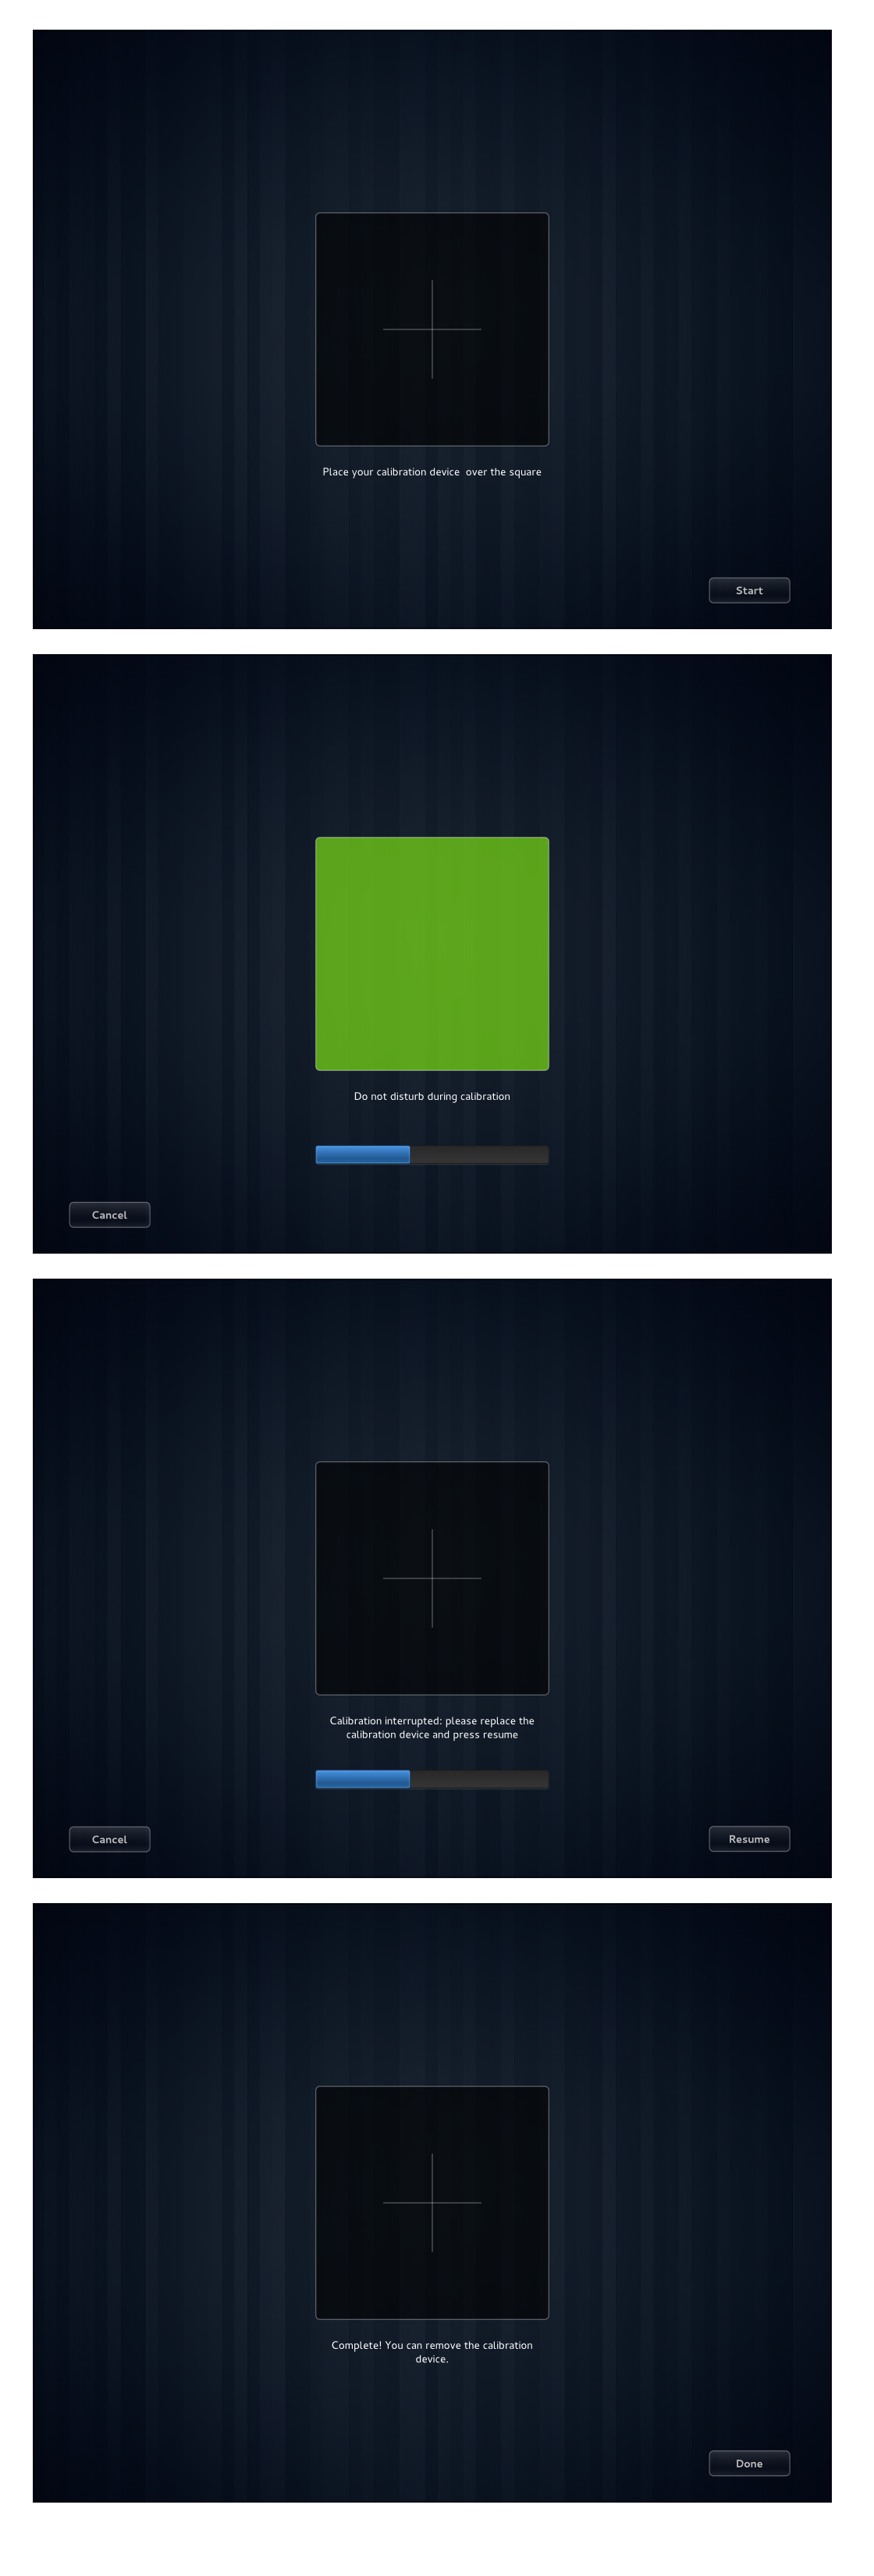 Place your calibration device  over the square
Start
Do not disturb during calibration
Cancel
Calibration interrupted: please replace the
calibration device and press resume
Cancel
Resume
Complete! You can remove the calibration
device.
Done